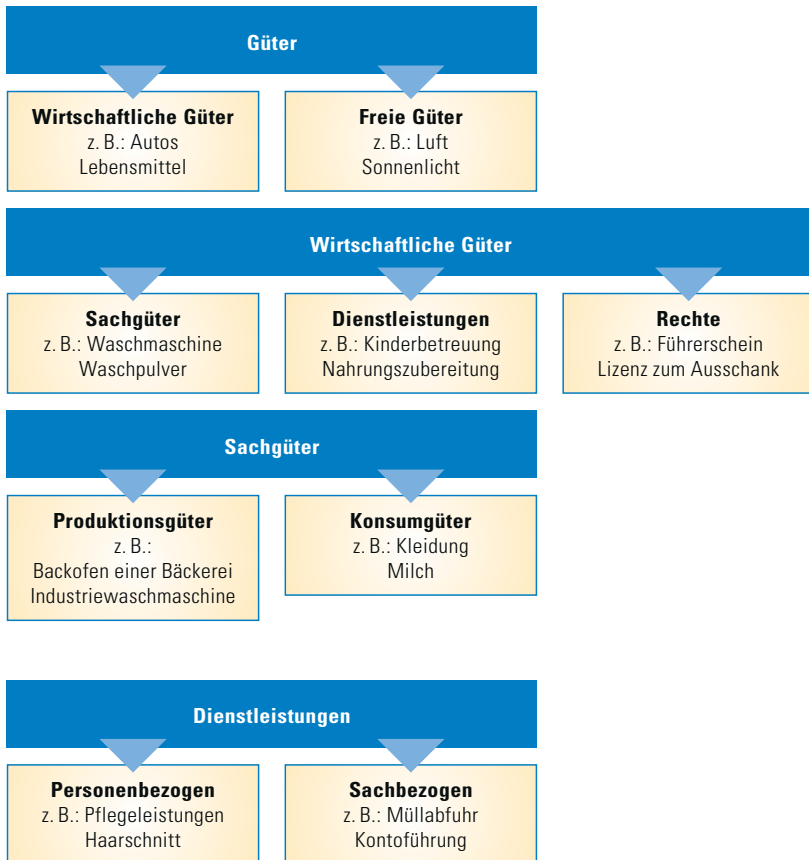 Güter
Wirtschaftliche Güter
z. B.: Autos
Lebensmittel
Freie Güter
z. B.: Luft
Sonnenlicht
Wirtschaftliche Güter
Sachgüter
z. B.: Waschmaschine
Waschpulver
Dienstleistungen
z. B.: Kinderbetreuung
Nahrungszubereitung
Rechte
z. B.: Führerschein
Lizenz zum Ausschank
Sachgüter
Produktionsgüter
z. B.:
Backofen einer Bäckerei
Industriewaschmaschine
Konsumgüter
z. B.: Kleidung
Milch
Dienstleistungen
Personenbezogen
z. B.: Pflegeleistungen
Haarschnitt
Sachbezogen
z. B.: Müllabfuhr
Kontoführung